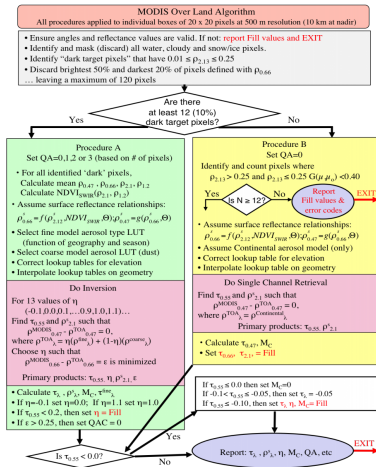 MODIS Over Land Algorithm
All procedures applied to individual boxes of 20 x 20 pixels at 500 m resolution (10 km at nadir)
• Ensure angles and reflectance values are valid. If not: report Fill values and EXIT
• Identify and mask (discard) all water, cloudy and snow/ice pixels.
• Identify “dark target pixels” that have 0.01 ≤ ρ2.13 ≤ 0.25
• Discard brightest 50% and darkest 20% of pixels defined with ρ0.66
… leaving a maximum of 120 pixels
Are there
at least 12 (10%)
dark target pixels?
Yes
No
Procedure A
Set QA=0,1,2 or 3 (based on # of pixels)
• For all identified ‘dark’ pixels,
Calculate mean ρ0.47, ρ0.66, ρ2.1, ρ1.2
Calculate NDVISWIR (ρ2.1, ρ1.2)
• Assume surface reflectance relationships:
ρs0.66=f(ρs2.12,NDVISWIR,Θ);ρs0.47=g(ρs0.66,Θ)
• Select fine model aerosol type LUT
(function of geography and season)
• Select coarse model aerosol LUT (dust)
• Correct lookup tables for elevation
• Interpolate lookup tables on geometry
Procedure B
Set QA=0
Identify and count pixels where
ρ2.13 > 0.25 and ρ2.13 ≤ 0.25 G(μ,μo) <0.40
Yes
Is N ≥ 12?
No
Report
Fill values &
error codes
EXIT
• Assume surface reflectance relationships:
ρs0.66=f(ρs2.12,NDVISWIR,Θ);ρs0.47=g(ρs0.66,Θ)
• Assume Continental aerosol model (only)
• Correct lookup table for elevation
• Interpolate lookup table on geometry
Do Inversion
For 13 values of η
(-0.1,0.0,0.1,…0.9,1.0,1.1)…
Find τ0.55 and ρs2.1 such that
ρMODIS0.47 - ρTOA0.47 = 0,
where ρTOAλ = η(ρfineλ) + (1-η)(ρcoarseλ)
Choose η such that
ρMODIS0.66 - ρTOA0.66 = ε is minimized
Primary products: τ0.55, η, ρs2.1, ε
Do Single Channel Retrieval
Find τ0.55 and ρs2.1 such that
ρMODIS0.47 - ρTOA0.47 = 0,
where ρTOAλ = ρContinentalλ
Primary products: τ0.55, ρs2.1
• Calculate τλ, ρsλ, MC, τfineλ
• If η=-0.1 set η=0.0; If η=1.1 set η=1.0
• If τ0.55 < 0.2, then set η = Fill
• If ε > 0.25, then set QAC = 0
• Calculate τ0.47, MC
• Set τ0.66, τ2.1, = Fill
Is τ0.55 < 0.0?
Yes
No
If τ0.55 ≤ 0.0 then set MC=0
If -0.1< τ0.55 ≤ -0.05, then set τλ = -0.05
If τ0.55 ≤ -0.10, then set τλ, η, MC= Fill
Report: τλ, ρsλ, η, MC, QA, etc
EXIT